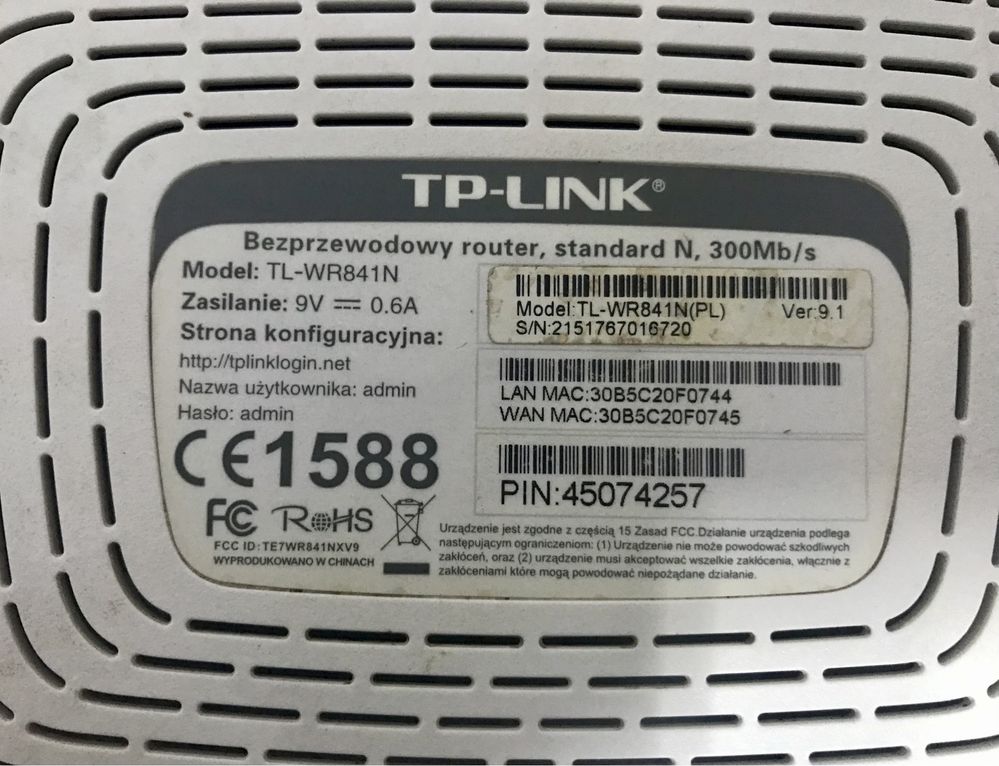 TP-LINK®
Bezprzewodowy router, standard N, 300Mb/s
Model: TL-WR841N
Zasilanie: 9V ⎓ 0.6A
Strona konfiguracyjna:
http://tplinklogin.net
Nazwa użytkownika: admin
Hasło: admin
CE1588
FC RoHS
FCC ID:TE7WR841NXV9
WYPRODUKOWANO W CHINACH
Model:TL-WR841N(PL) Ver:9.1
S/N:2151767016720
LAN MAC:30B5C20F0744
WAN MAC:30B5C20F0745
PIN:45074257
Urządzenie jest zgodne z częścią 15 Zasad FCC.Działanie urządzenia podlega
następującym ograniczeniom: (1) Urządzenie nie może powodować szkodliwych
zakłóceń, oraz (2) urządzenie musi akceptować wszelkie zakłócenia, włącznie z
zakłóceniami które mogą powodować niepożądane działanie.